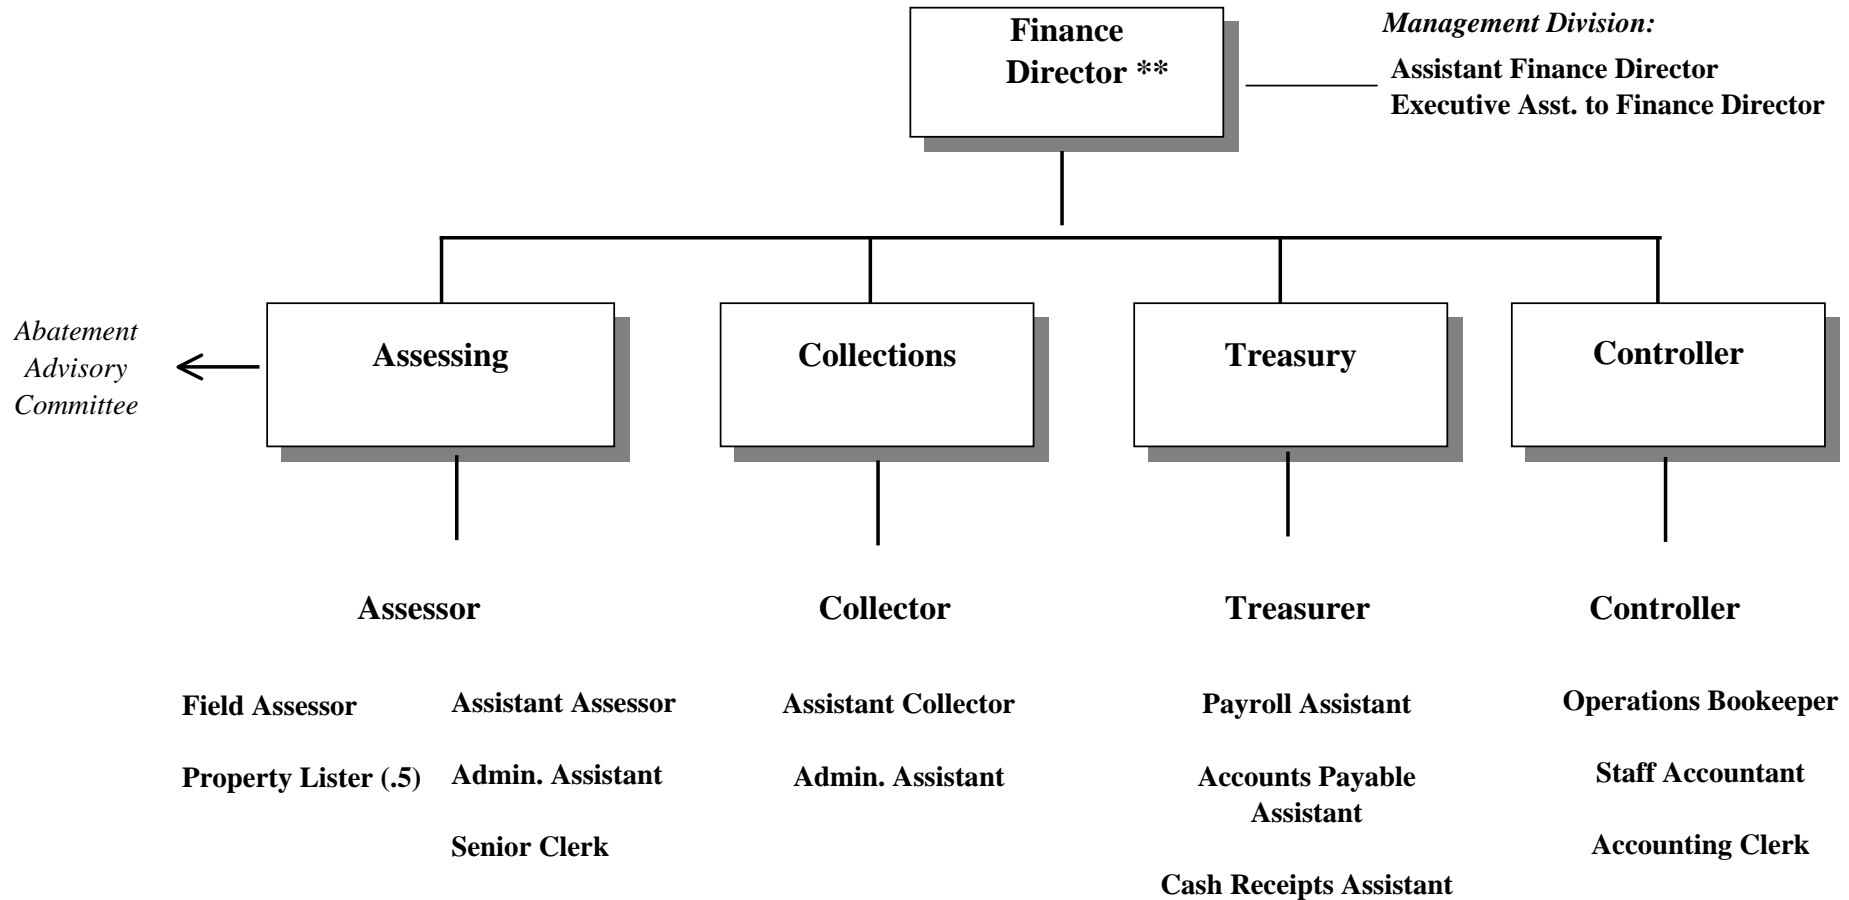 Finance
Director **
Management Division:
Assistant Finance Director
Executive Asst. to Finance Director
Abatement
Advisory
Committee
Assessing
Collections
Treasury
Controller
Assessor
Collector
Treasurer
Controller
Field Assessor
Property Lister (.5)
Assistant Assessor
Admin. Assistant
Senior Clerk
Assistant Collector
Admin. Assistant
Payroll Assistant
Accounts Payable
Assistant
Cash Receipts Assistant
Operations Bookeeper
Staff Accountant
Accounting Clerk